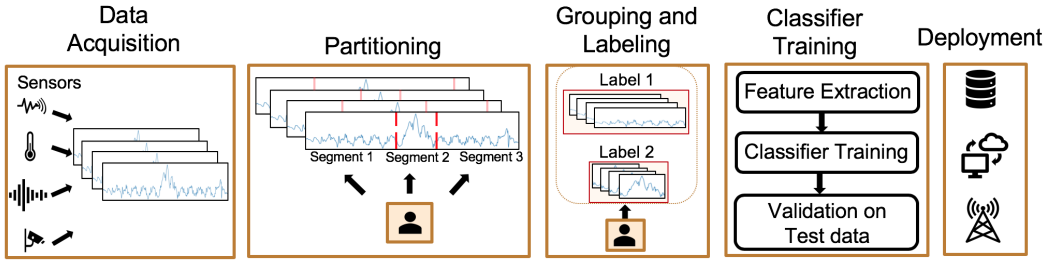 Data
Acquisition
Partitioning
Grouping and
Labeling
Classifier
Training
Deployment
Sensors
Segment 1
Segment 2
Segment 3
Label 1
Label 2
Feature Extraction
Classifier Training
Validation on
Test data